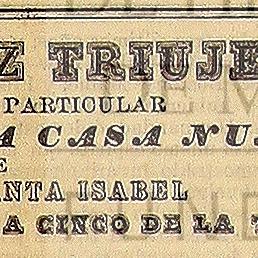 Z TRIUJE
PARTICULAR
A CASA NU
E
NTA ISABEL
A CINCO DE LA